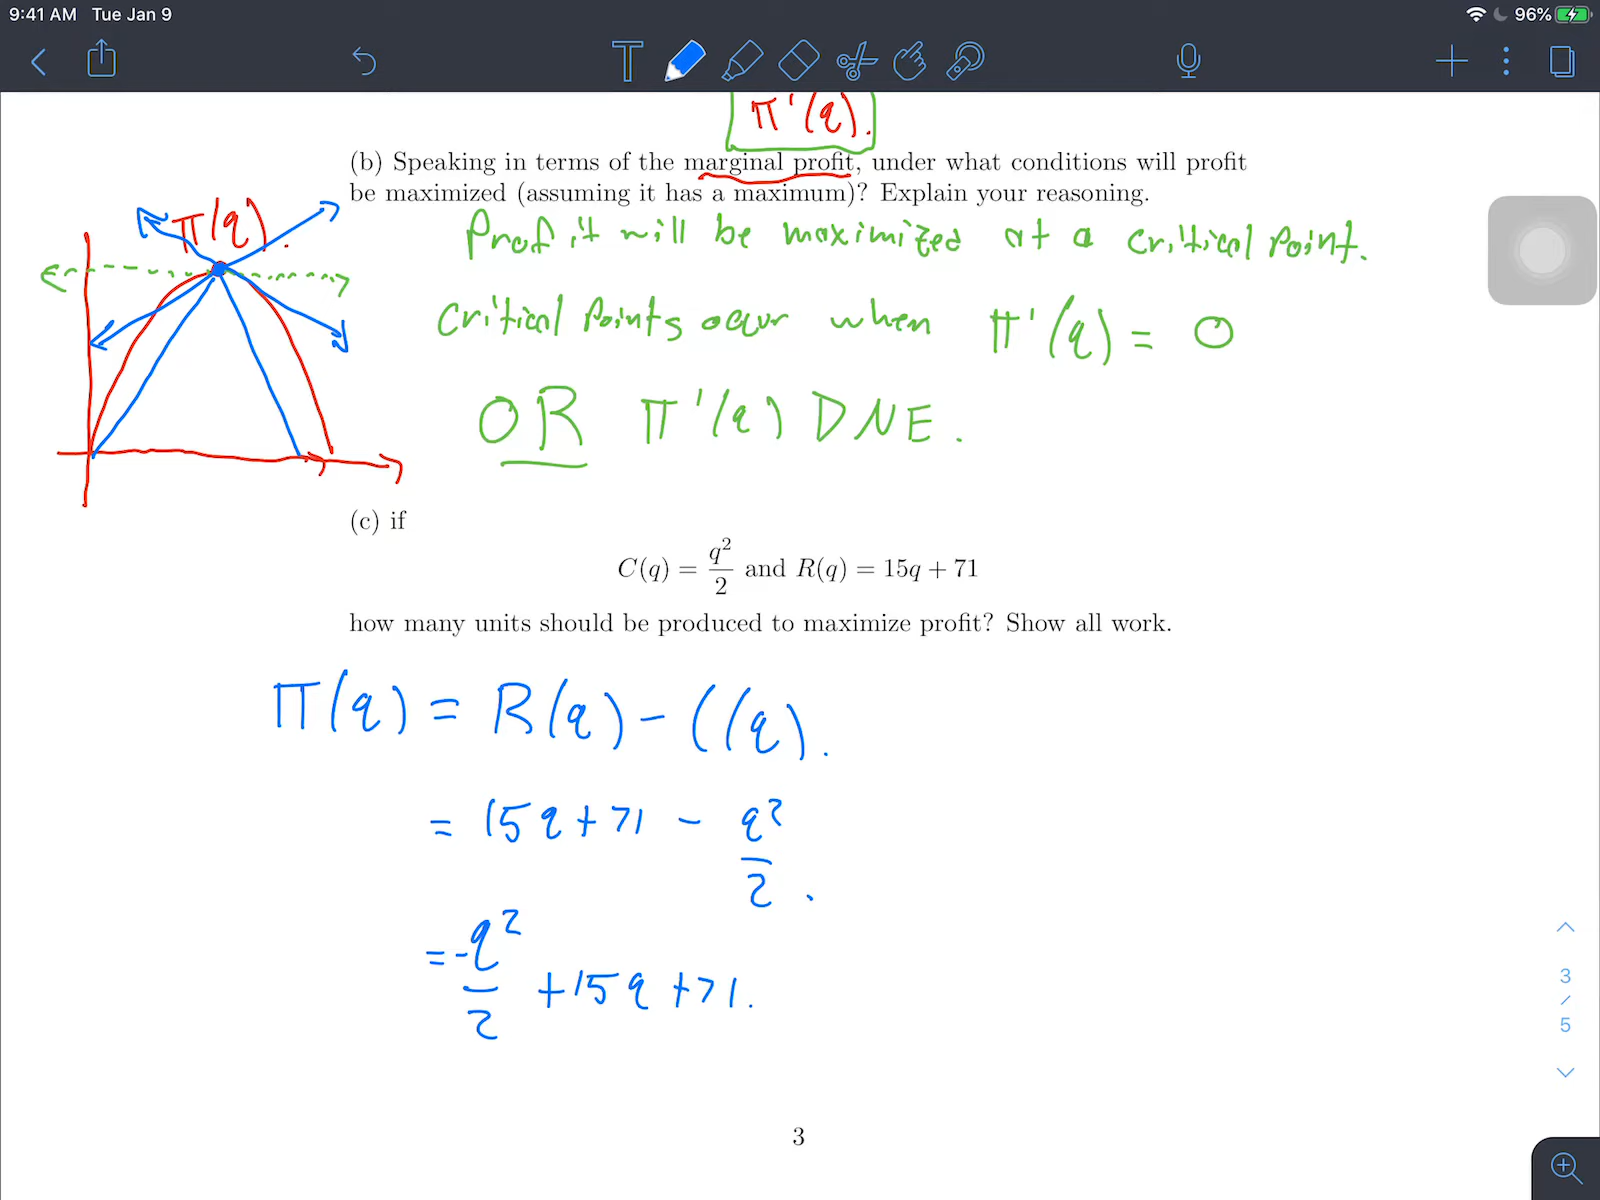 9:41 AM Tue Jan 9 96%
T
π'(q).
(b) Speaking in terms of the marginal profit, under what conditions will profit
be maximized (assuming it has a maximum)? Explain your reasoning.
π(q).
Profit will be maximized at a critical point.
critical points occur when π'(q) = 0
OR π'(q) DNE.
(c) if
C(q) = q²/2 and R(q) = 15q + 71
how many units should be produced to maximize profit? Show all work.
π(q) = R(q) - C(q).
= 15q + 71 - q²/2.
= -q²/2 + 15q + 71.
3
/
5
3